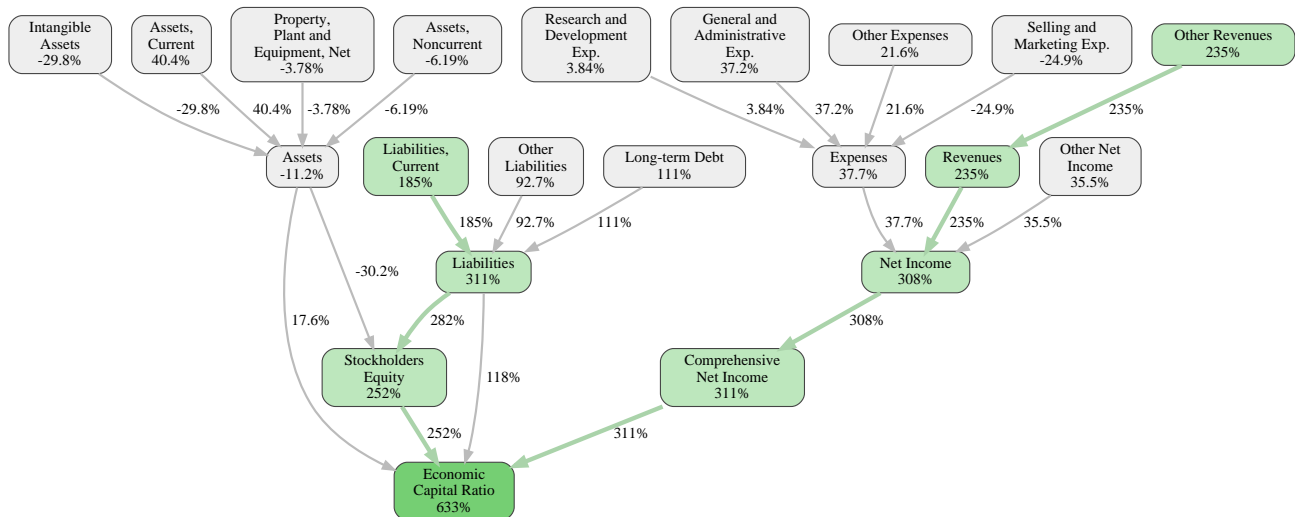 Intangible
Assets
-29.8%
Assets,
Current
40.4%
Property,
Plant and
Equipment, Net
-3.78%
Assets,
Noncurrent
-6.19%
Research and
Development
Exp.
3.84%
General and
Administrative
Exp.
37.2%
Other Expenses
21.6%
Selling and
Marketing Exp.
-24.9%
Other Revenues
235%
-29.8%
40.4%
-3.78%
-6.19%
3.84%
37.2%
21.6%
-24.9%
235%
Assets
-11.2%
Liabilities,
Current
185%
Other
Liabilities
92.7%
Long-term Debt
111%
Expenses
37.7%
Revenues
235%
Other Net
Income
35.5%
185%
92.7%
111%
37.7%
235%
35.5%
Liabilities
311%
Net Income
308%
-30.2%
17.6%
282%
118%
308%
Stockholders
Equity
252%
Comprehensive
Net Income
311%
252%
311%
Economic
Capital Ratio
633%